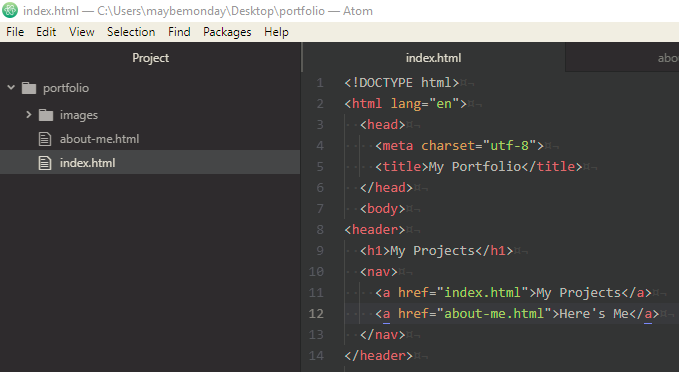 index.html — C:\Users\maybemonday\Desktop\portfolio — Atom
File Edit View Selection Find Packages Help
Project
index.html
abou
portfolio
images
about-me.html
index.html
1 <!DOCTYPE html>
2 <html lang="en">
3 <head>
4 <meta charset="utf-8">
5 <title>My Portfolio</title>
6 </head>
7 <body>
8 <header>
9 <h1>My Projects</h1>
10 <nav>
11 <a href="index.html">My Projects</a>
12 <a href="about-me.html">Here's Me</a>
13 </nav>
14 </header>